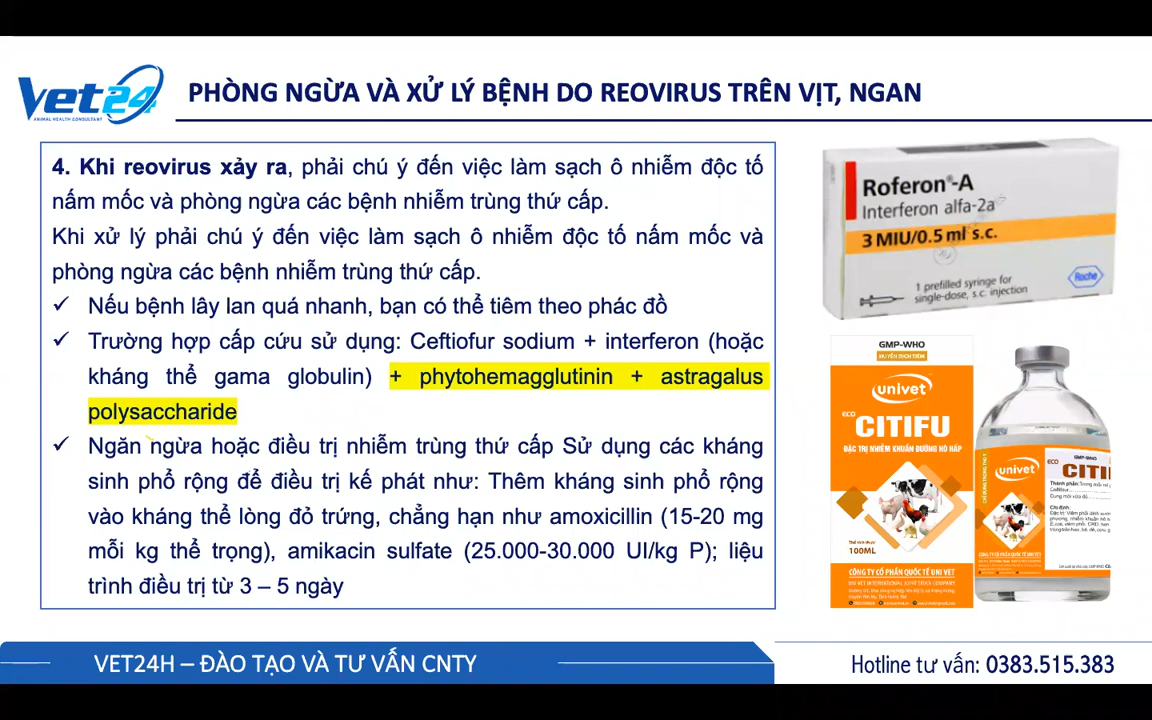 Vet24
ANIMAL HEALTH CONSULTANT
PHÒNG NGỪA VÀ XỬ LÝ BỆNH DO REOVIRUS TRÊN VỊT, NGAN
4. Khi reovirus xảy ra, phải chú ý đến việc làm sạch ô nhiễm độc tố
nấm mốc và phòng ngừa các bệnh nhiễm trùng thứ cấp.
Khi xử lý phải chú ý đến việc làm sạch ô nhiễm độc tố nấm mốc và
phòng ngừa các bệnh nhiễm trùng thứ cấp.
✓ Nếu bệnh lây lan quá nhanh, bạn có thể tiêm theo phác đồ
✓ Trường hợp cấp cứu sử dụng: Ceftiofur sodium + interferon (hoặc
kháng thể gama globulin) + phytohemagglutinin + astragalus
polysaccharide
✓ Ngăn ngừa hoặc điều trị nhiễm trùng thứ cấp Sử dụng các kháng
sinh phổ rộng để điều trị kế phát như: Thêm kháng sinh phổ rộng
vào kháng thể lòng đỏ trứng, chẳng hạn như amoxicillin (15-20 mg
mỗi kg thể trọng), amikacin sulfate (25.000-30.000 UI/kg P); liệu
trình điều trị từ 3 – 5 ngày
Roferon®-A
Interferon alfa-2a
3 MIU/0.5 ml s.c.
1 prefilled syringe for
single-dose, s.c. injection
Roche
GMP-WHO
univet
ECO
CITIFU
ĐẶC TRỊ NHIỄM KHUẨN ĐƯỜNG HÔ HẤP
100ML
CÔNG TY CỔ PHẦN QUỐC TẾ UNI VET
GMP-WHO
univet
ECO
CITI
VET24H – ĐÀO TẠO VÀ TƯ VẤN CNTY
Hotline tư vấn: 0383.515.383